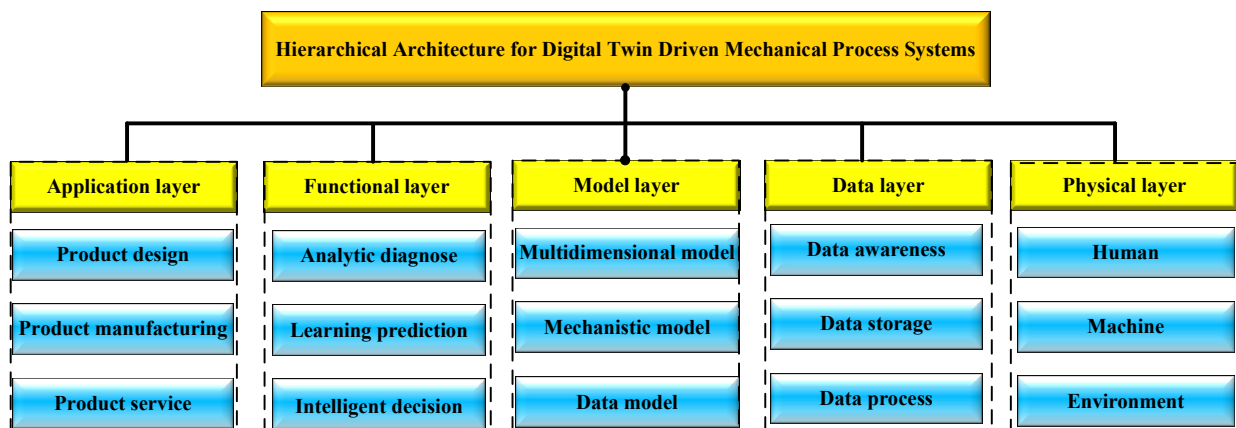 Hierarchical Architecture for Digital Twin Driven Mechanical Process Systems
Application layer
Product design
Product manufacturing
Product service
Functional layer
Analytic diagnose
Learning prediction
Intelligent decision
Model layer
Multidimensional model
Mechanistic model
Data model
Data layer
Data awareness
Data storage
Data process
Physical layer
Human
Machine
Environment